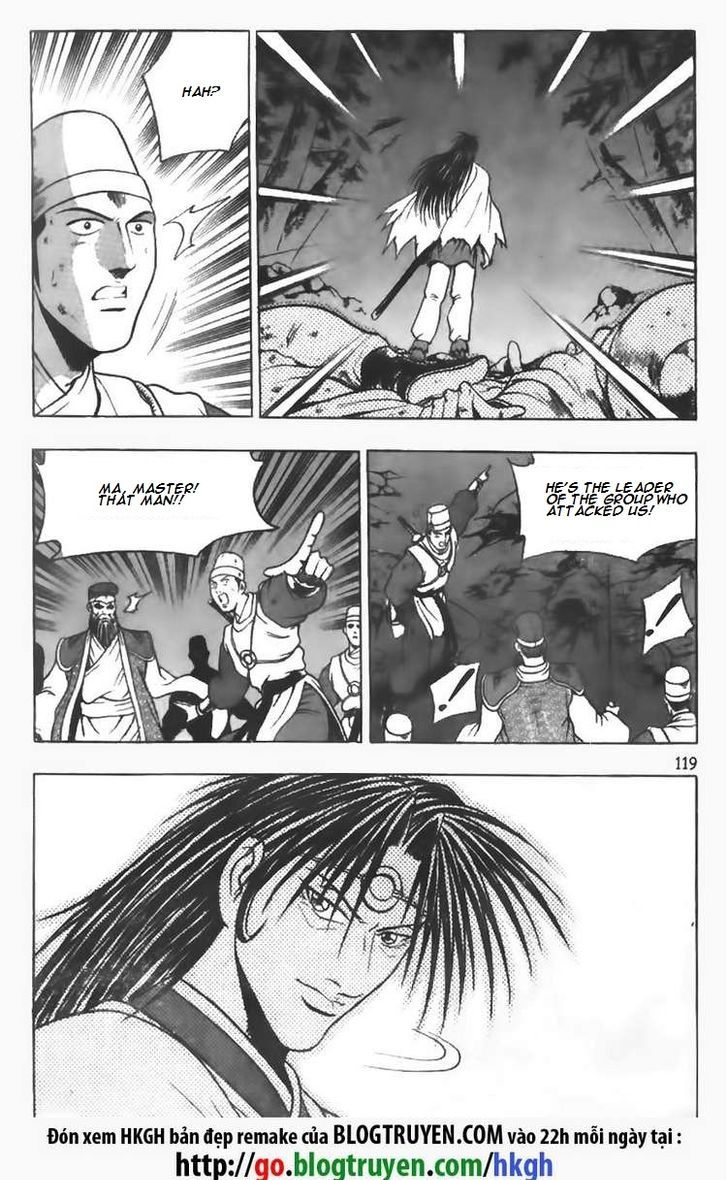 HAH?
MA, MASTER!
THAT MAN!!
HE'S THE LEADER
OF THE GROUP WHO
ATTACKED US!
!
!
119
Đón xem HKGH bản đẹp remake của BLOGTRUYEN.COM vào 22h mỗi ngày tại :
http://go.blogtruyen.com/hkgh